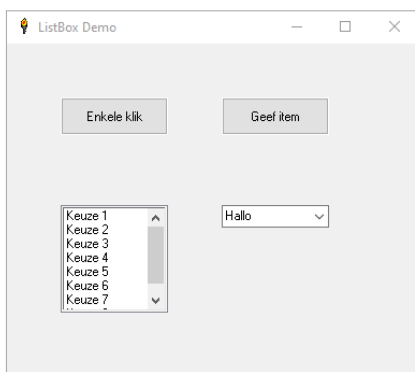 ListBox Demo
Enkele klik
Geef item
Keuze 1
Hallo
Keuze 2
Keuze 3
Keuze 4
Keuze 5
Keuze 6
Keuze 7